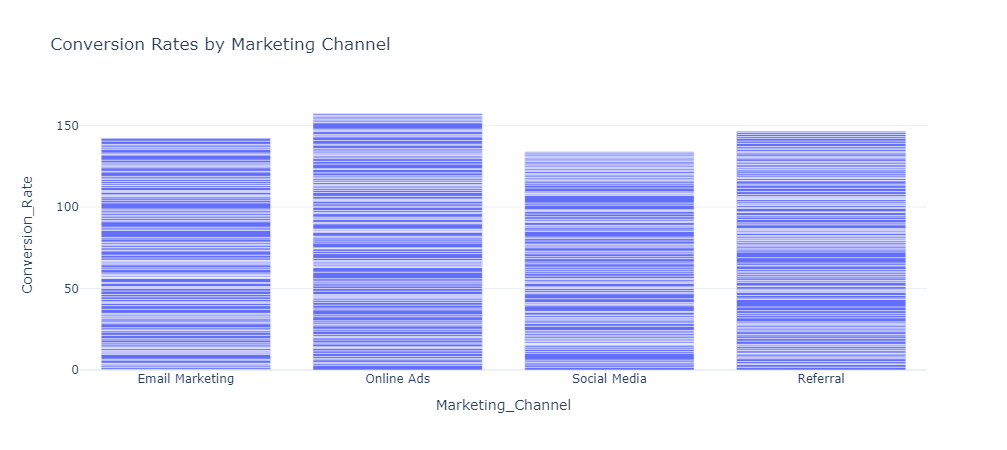 Conversion Rates by Marketing Channel
150
100
50
0
Conversion_Rate
Email Marketing
Online Ads
Social Media
Referral
Marketing_Channel